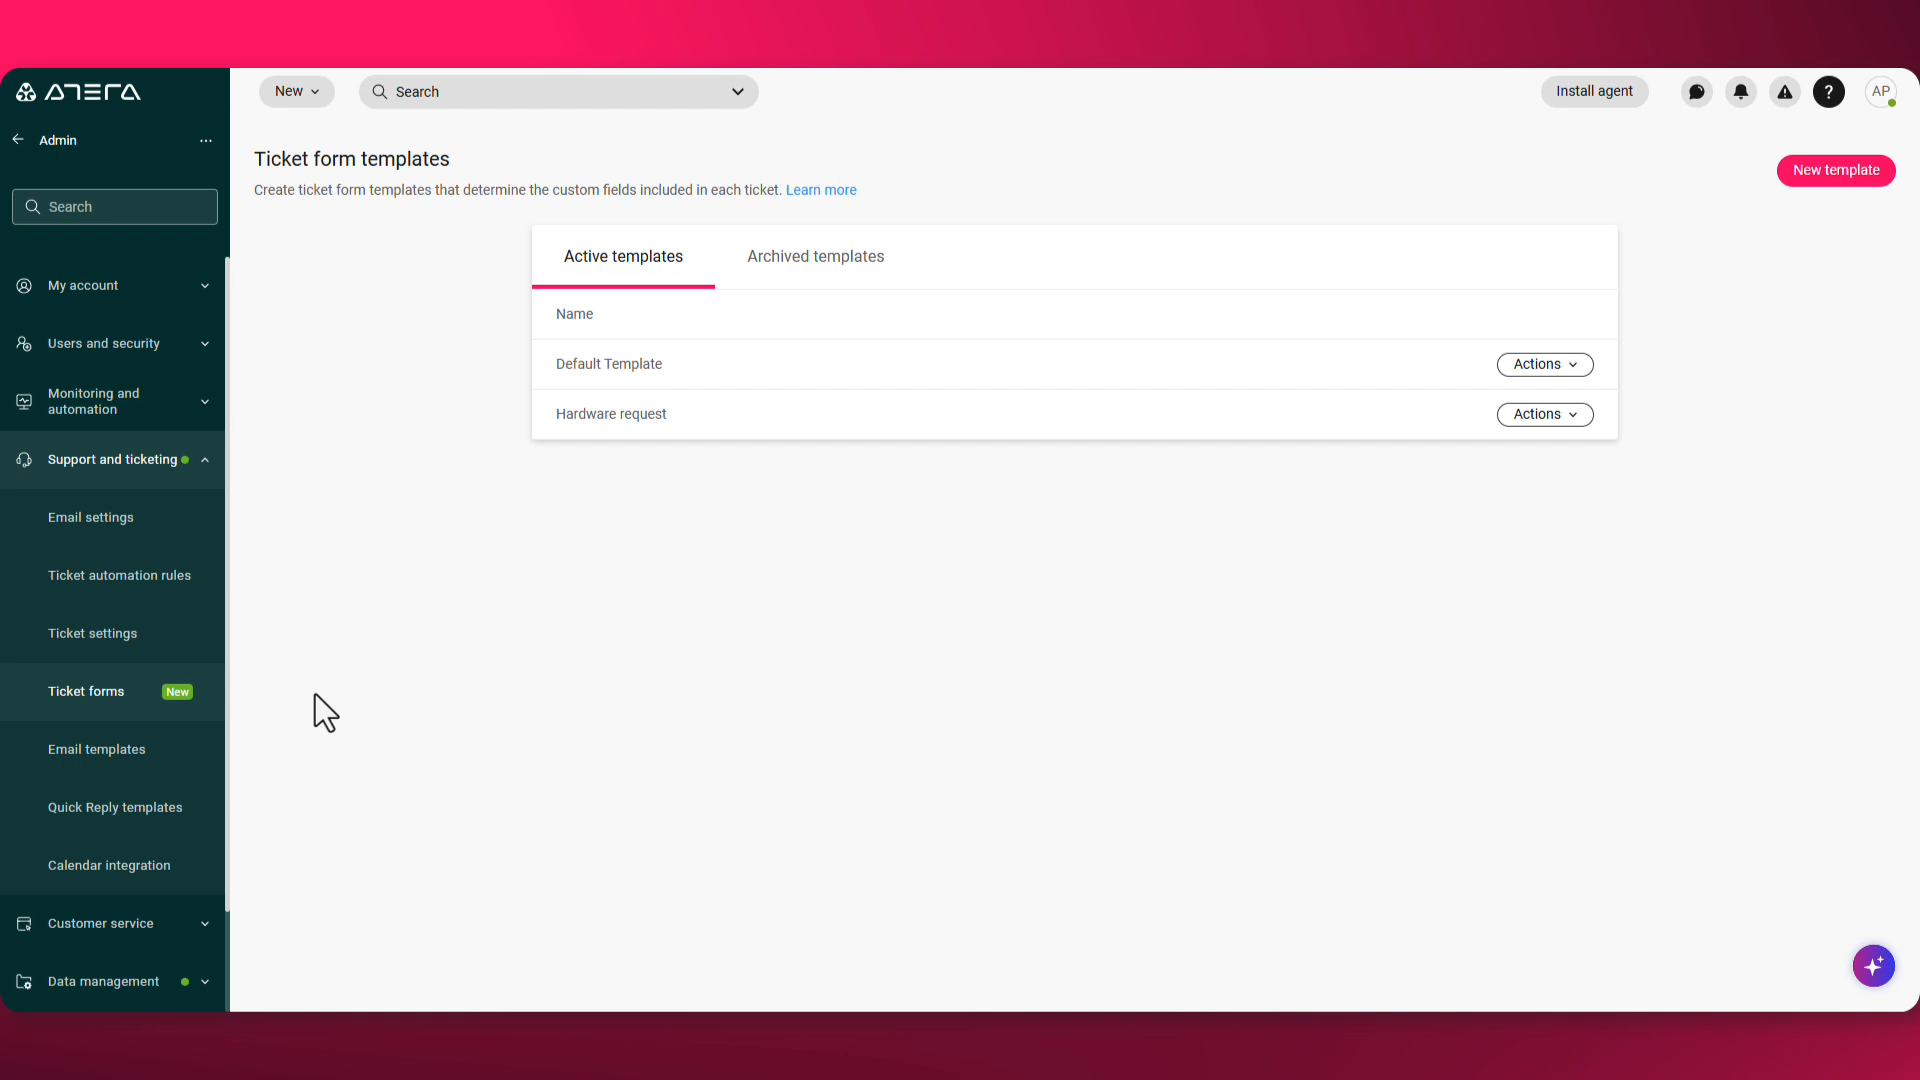 ATERA
New
Search
Install agent
?
AP
Admin
...
Search
Ticket form templates
Create ticket form templates that determine the custom fields included in each ticket. Learn more
New template
Active templates
Archived templates
Name
Default Template
Actions
Hardware request
Actions
My account
Users and security
Monitoring and
automation
Support and ticketing
Email settings
Ticket automation rules
Ticket settings
Ticket forms
New
Email templates
Quick Reply templates
Calendar integration
Customer service
Data management